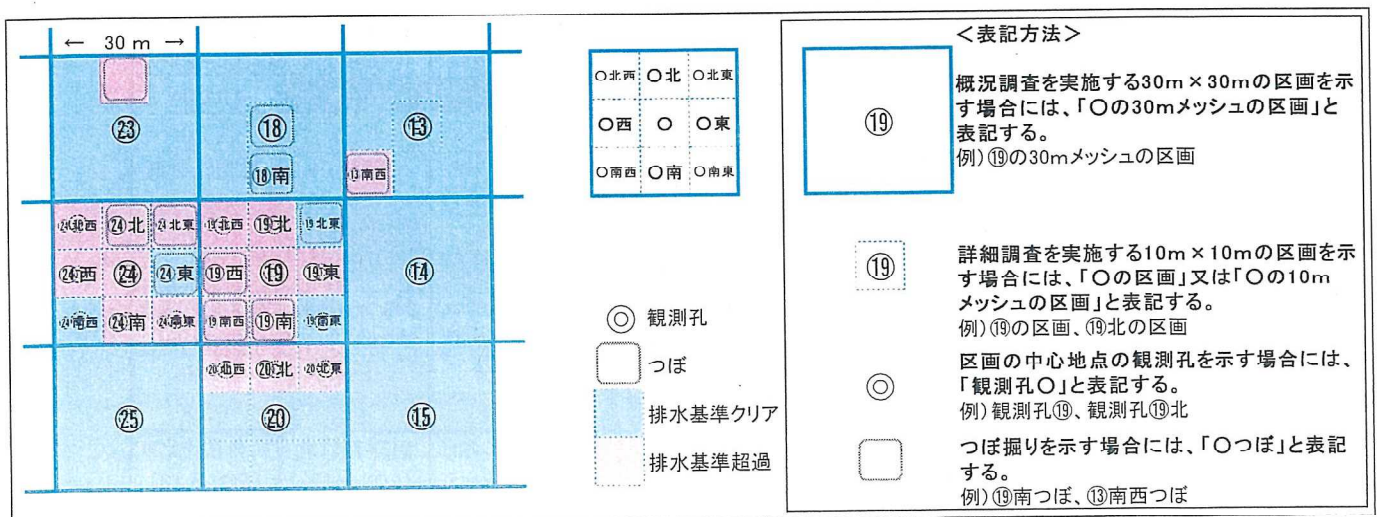 ← 30 m →
㉓ ⑱ ⑬
⑱南 ⑬南西
㉔北西 ㉔北 ㉔北東 ⑲北西 ⑲北 ⑲北東
㉔西 ㉔ ㉔東 ⑲西 ⑲ ⑲東 ⑭
㉔南西 ㉔南 ㉔南東 ⑲南西 ⑲南 ⑲南東
⑳北西 ⑳北 ⑳北東
㉕ ⑳ ⑮
○北西 ○北 ○北東
○西 ○ ○東
○南西 ○南 ○南東
◎ 観測孔
つぼ
排水基準クリア
排水基準超過
<表記方法>
⑲
概況調査を実施する30m×30mの区画を示
す場合には、「○の30mメッシュの区画」と
表記する。
例)⑲の30mメッシュの区画
⑲
詳細調査を実施する10m×10mの区画を示
す場合には、「○の区画」又は「○の10m
メッシュの区画」と表記する。
例)⑲の区画、⑲北の区画
◎
区画の中心地点の観測孔を示す場合には、
「観測孔○」と表記する。
例)観測孔⑲、観測孔⑲北
つぼ掘りを示す場合には、「○つぼ」と表記
する。
例)⑲南つぼ、⑬南西つぼ